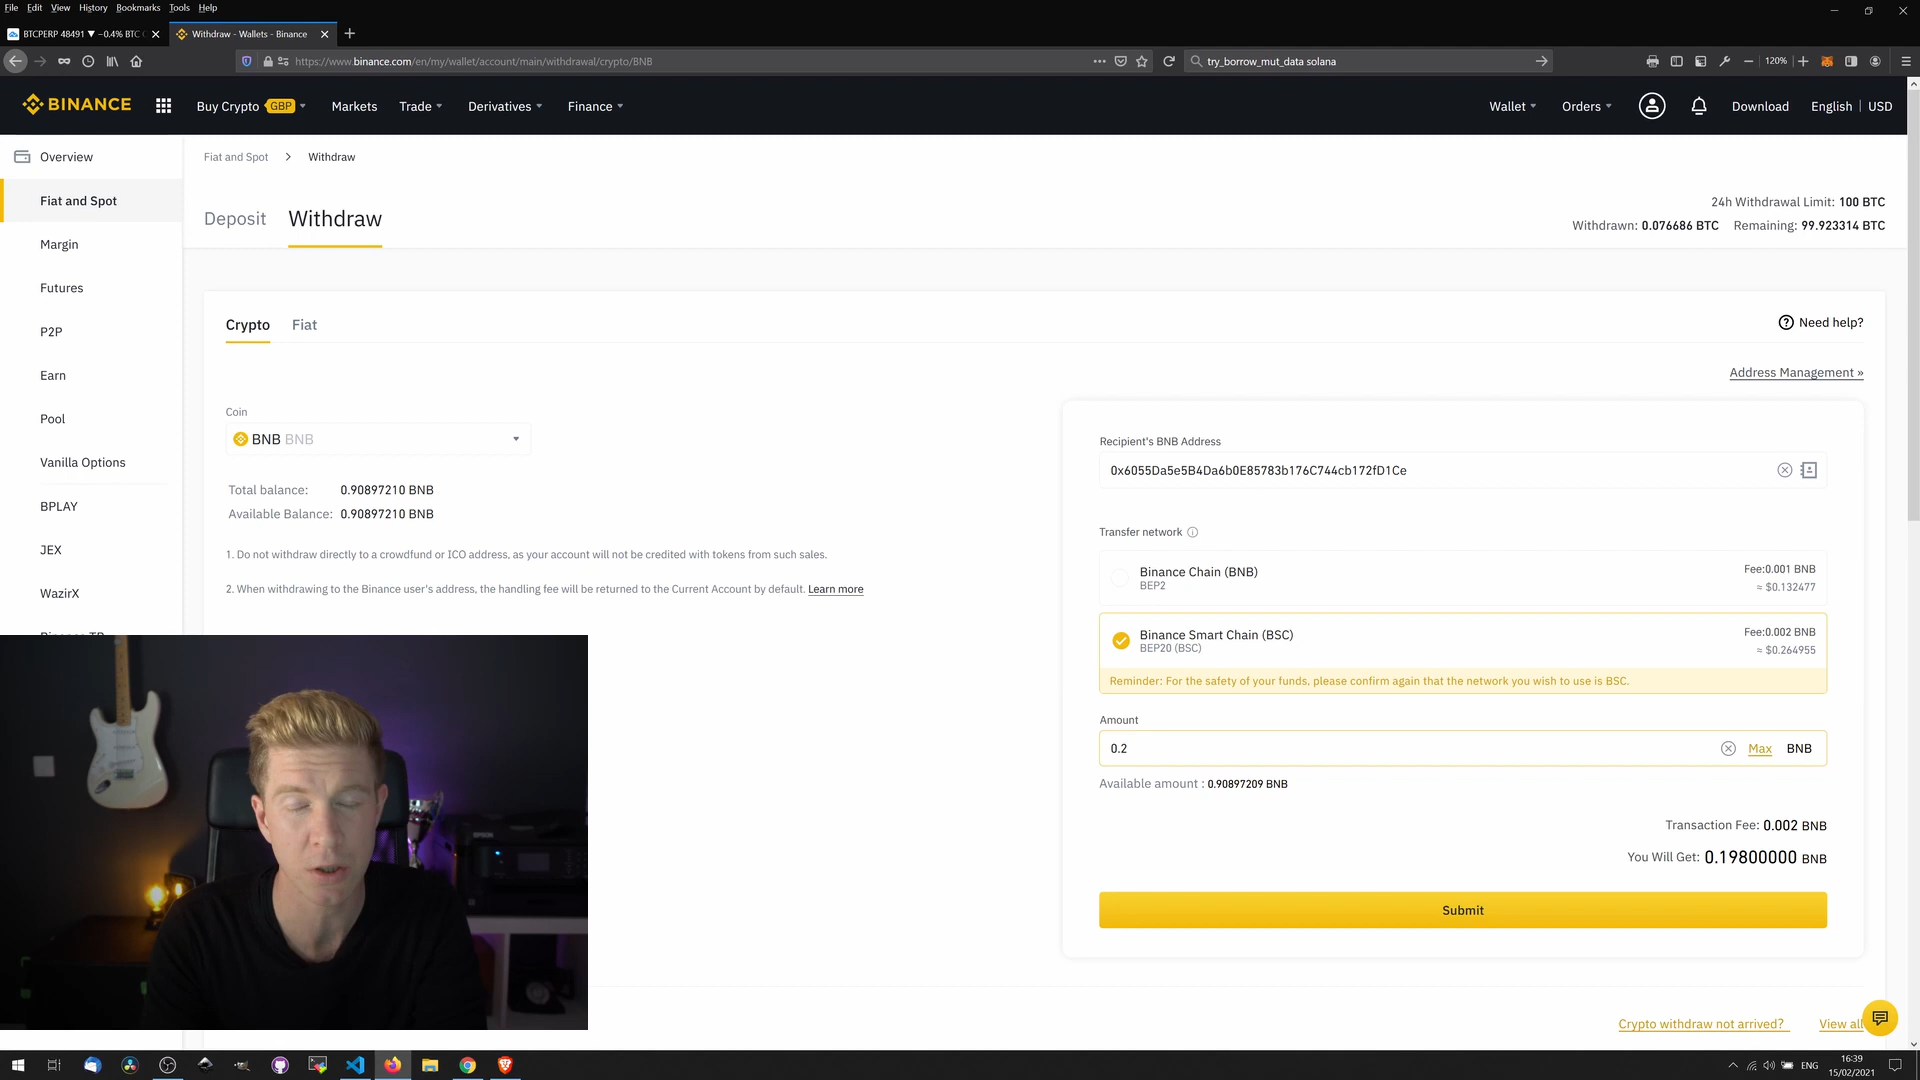 File Edit View History Bookmarks Tools Help
BTCPERP 48491 ▼ −0.4% BTC
Withdraw - Wallets - Binance
https://www.binance.com/en/my/wallet/account/main/withdrawal/crypto/BNB
try_borrow_mut_data solana
120%
BINANCE
Buy Crypto GBP
Markets
Trade
Derivatives
Finance
Wallet
Orders
Download
English | USD
Overview
Fiat and Spot
Margin
Futures
P2P
Earn
Pool
Vanilla Options
BPLAY
JEX
WazirX
Fiat and Spot > Withdraw
Deposit Withdraw
24h Withdrawal Limit: 100 BTC
Withdrawn: 0.076686 BTC Remaining: 99.923314 BTC
Crypto Fiat
Need help?
Address Management »
Coin
BNB BNB
Total balance: 0.90897210 BNB
Available Balance: 0.90897210 BNB
1. Do not withdraw directly to a crowdfund or ICO address, as your account will not be credited with tokens from such sales.
2. When withdrawing to the Binance user's address, the handling fee will be returned to the Current Account by default. Learn more
Recipient's BNB Address
0x6055Da5e5B4Da6b0E85783b176C744cb172fD1Ce
Transfer network
Binance Chain (BNB)
BEP2
Fee:0.001 BNB
≈ $0.132477
Binance Smart Chain (BSC)
BEP20 (BSC)
Fee:0.002 BNB
≈ $0.264955
Reminder: For the safety of your funds, please confirm again that the network you wish to use is BSC.
Amount
0.2
Max BNB
Available amount : 0.90897209 BNB
Transaction Fee: 0.002 BNB
You Will Get: 0.19800000 BNB
Submit
Crypto withdraw not arrived?
View all
EPSON
ENG
16:39
15/02/2021